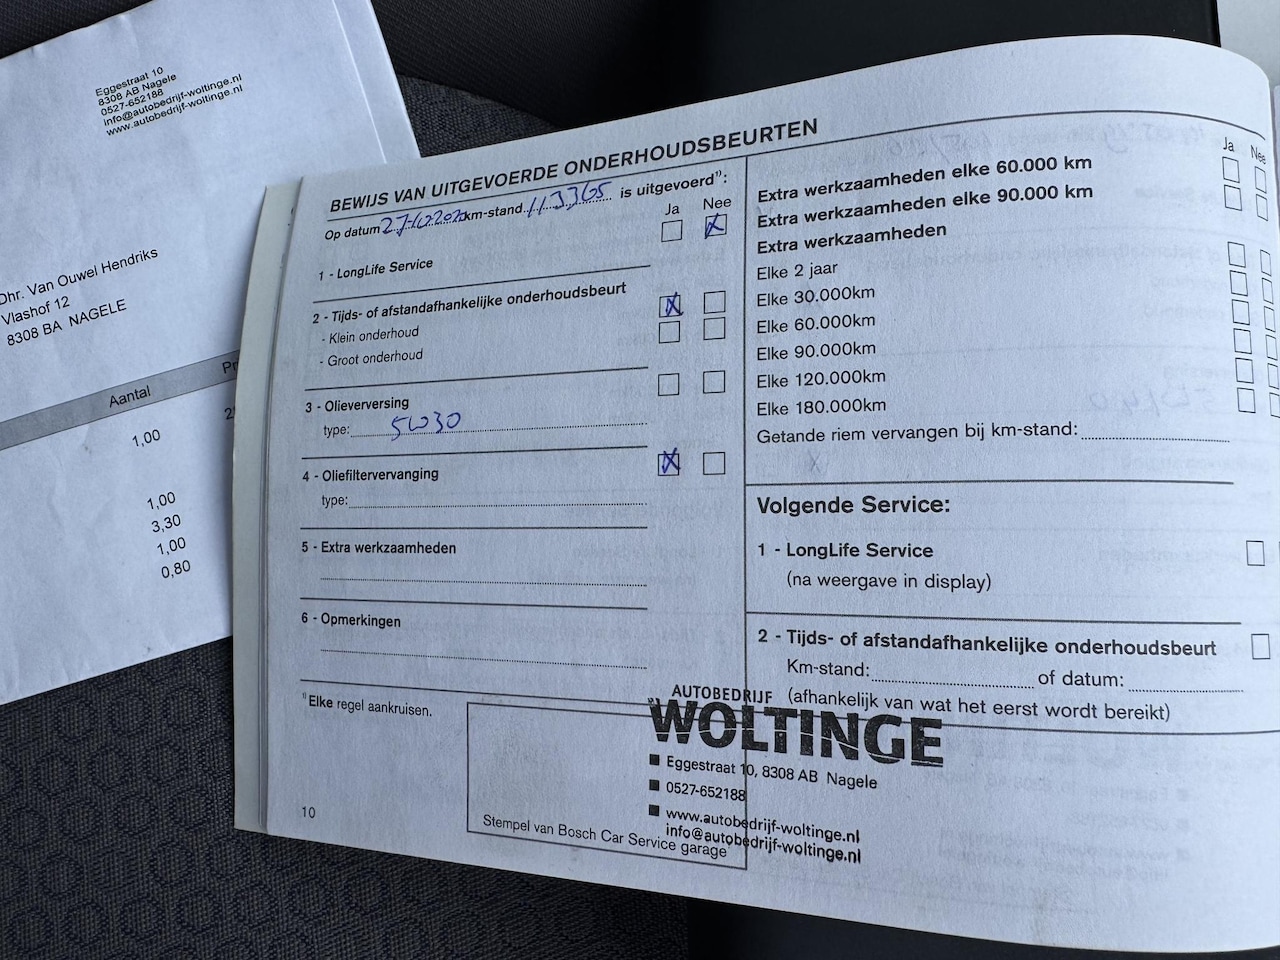 Eggestraat 10
8308 AB Nagele
0527-652188
info@autobedrijf-woltinge.nl
www.autobedrijf-woltinge.nl
Dhr. Van Ouwel Hendriks
Vlashof 12
8308 BA NAGELE
Aantal
1,00
1,00
3,30
1,00
0,80
BEWIJS VAN UITGEVOERDE ONDERHOUDSBEURTEN
Op datum 27-10-2020 km-stand 113365 is uitgevoerd¹⁾:
Ja Nee
1 - LongLife Service
2 - Tijds- of afstandafhankelijke onderhoudsbeurt
- Klein onderhoud
- Groot onderhoud
3 - Olieverversing
type: 5W30
4 - Oliefiltervervanging
type:
5 - Extra werkzaamheden
6 - Opmerkingen
¹⁾ Elke regel aankruisen.
10
Stempel van Bosch Car Service garage
Ja Nee
Extra werkzaamheden elke 60.000 km
Extra werkzaamheden elke 90.000 km
Extra werkzaamheden
Elke 2 jaar
Elke 30.000km
Elke 60.000km
Elke 90.000km
Elke 120.000km
Elke 180.000km
Getande riem vervangen bij km-stand:
Volgende Service:
1 - LongLife Service
(na weergave in display)
2 - Tijds- of afstandafhankelijke onderhoudsbeurt
Km-stand: of datum:
(afhankelijk van wat het eerst wordt bereikt)
AUTOBEDRIJF
WOLTINGE
Eggestraat 10, 8308 AB Nagele
0527-652188
www.autobedrijf-woltinge.nl
info@autobedrijf-woltinge.nl